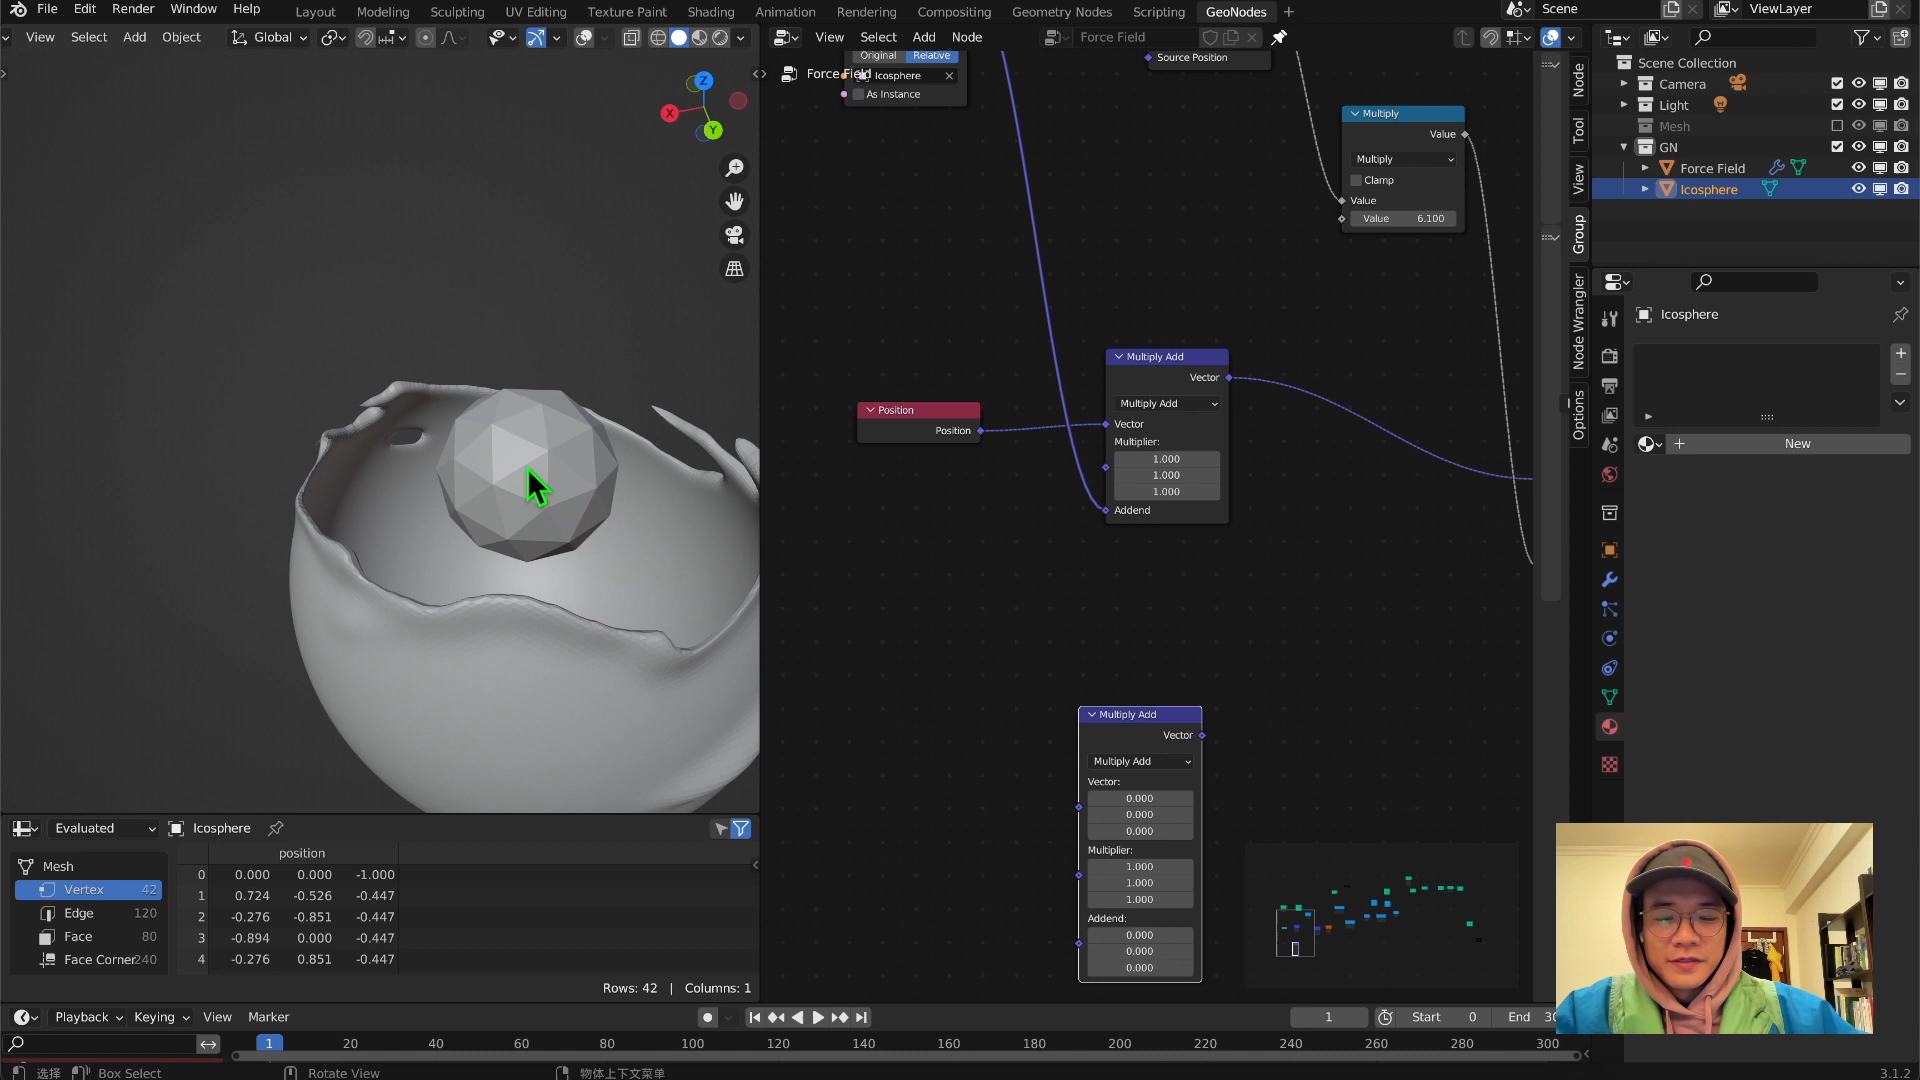 File Edit Render Window Help Layout Modeling Sculpting UV Editing Texture Paint Shading Animation Rendering Compositing Geometry Nodes Scripting GeoNodes + Scene ViewLayer
View Select Add Object Global View Select Add Node Force Field
Original Relative
Force Field
Icosphere
As Instance
Source Position
Scene Collection
Camera
Light
Mesh
GN
Force Field
Icosphere
Node
Tool
View
Group
Node Wrangler
Options
X
Y
Z
Multiply
Value
Multiply
Clamp
Value
Value 6.100
Icosphere
New
Position
Position
Multiply Add
Vector
Multiply Add
Vector
Multiplier:
1.000
1.000
1.000
Addend
Multiply Add
Vector
Multiply Add
Vector:
0.000
0.000
0.000
Multiplier:
1.000
1.000
1.000
Addend:
0.000
0.000
0.000
Evaluated Icosphere
Mesh
Vertex 42
Edge 120
Face 80
Face Corner 240
position
0 0.000 0.000 -1.000
1 0.724 -0.526 -0.447
2 -0.276 -0.851 -0.447
3 -0.894 0.000 -0.447
4 -0.276 0.851 -0.447
Rows: 42 | Columns: 1
Playback Keying View Marker 1 Start 0 End 30
1 20 40 60 80 100 120 140 160 180 200 220 240 260 280 300
选择 Box Select Rotate View 物体上下文菜单 3.1.2